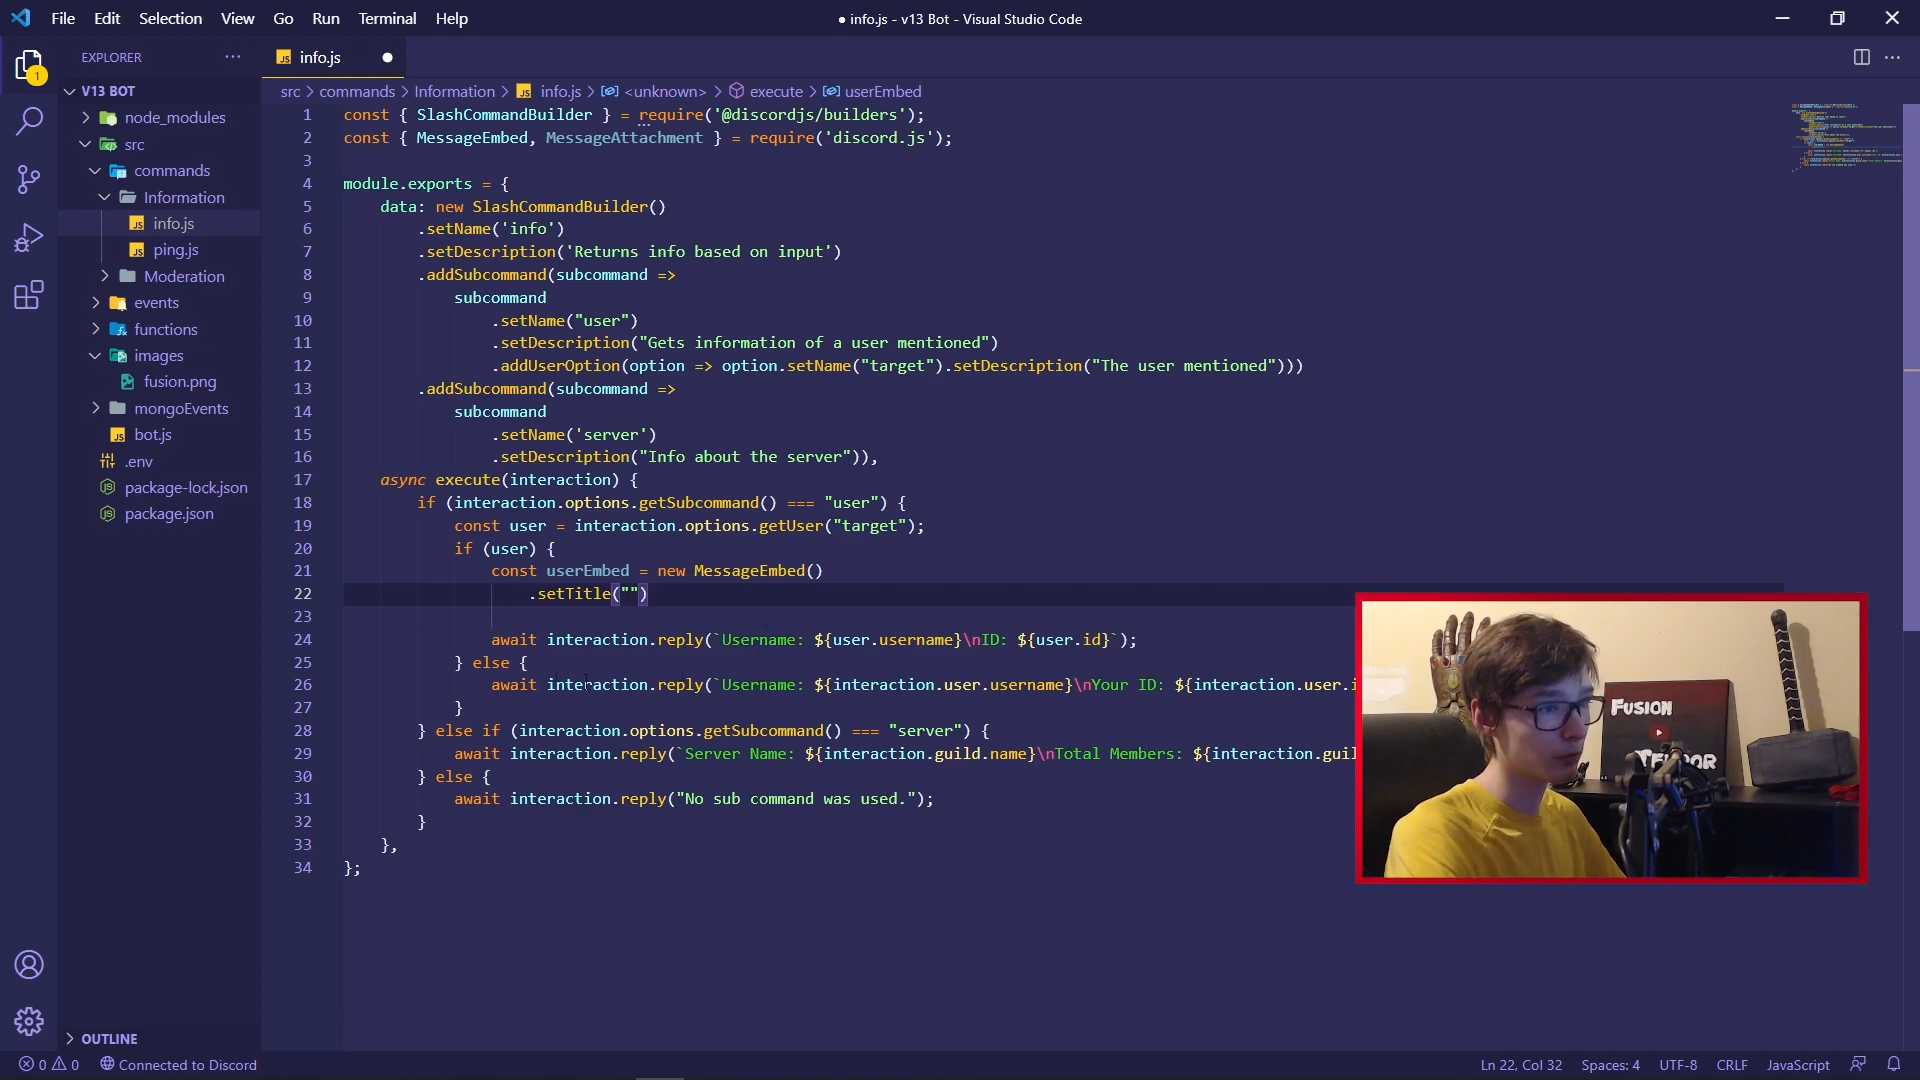 File Edit Selection View Go Run Terminal Help
● info.js - v13 Bot - Visual Studio Code
EXPLORER
info.js
1
V13 BOT
node_modules
src
commands
Information
info.js
ping.js
Moderation
events
functions
images
fusion.png
mongoEvents
bot.js
.env
package-lock.json
package.json
OUTLINE
src > commands > Information > JS info.js > <unknown> > execute > userEmbed
1 const { SlashCommandBuilder } = require('@discordjs/builders');
2 const { MessageEmbed, MessageAttachment } = require('discord.js');
3
4 module.exports = {
5 data: new SlashCommandBuilder()
6 .setName('info')
7 .setDescription('Returns info based on input')
8 .addSubcommand(subcommand =>
9 subcommand
10 .setName("user")
11 .setDescription("Gets information of a user mentioned")
12 .addUserOption(option => option.setName("target").setDescription("The user mentioned")))
13 .addSubcommand(subcommand =>
14 subcommand
15 .setName('server')
16 .setDescription("Info about the server")),
17 async execute(interaction) {
18 if (interaction.options.getSubcommand() === "user") {
19 const user = interaction.options.getUser("target");
20 if (user) {
21 const userEmbed = new MessageEmbed()
22 .setTitle("")
23
24 await interaction.reply(`Username: ${user.username}\nID: ${user.id}`);
25 } else {
26 await interaction.reply(`Username: ${interaction.user.username}\nYour ID: ${interaction.user.i
27 }
28 } else if (interaction.options.getSubcommand() === "server") {
29 await interaction.reply(`Server Name: ${interaction.guild.name}\nTotal Members: ${interaction.guil
30 } else {
31 await interaction.reply("No sub command was used.");
32 }
33 },
34 };
Fusion
0 0 Connected to Discord
Ln 22, Col 32 Spaces: 4 UTF-8 CRLF JavaScript